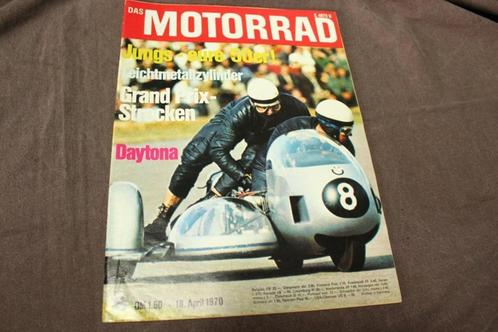 DAS MOTORRAD
Jungs - eure 50er!
Leichtmetallzylinder
Grand Prix-
Strecken
Daytona
8
DM 1.60 - 18. April 1970